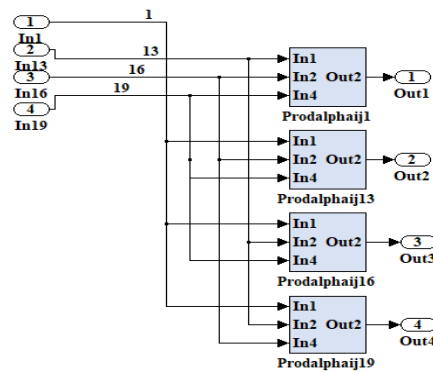 1
1
In1
13
2
In13
16
3
In16
19
4
In19
In1
In2 Out2
In4
Prodalphaij1
1
Out1
In1
In2 Out2
In4
Prodalphaij13
2
Out2
In1
In2 Out2
In4
Prodalphaij16
3
Out3
In1
In2 Out2
In4
Prodalphaij19
4
Out4